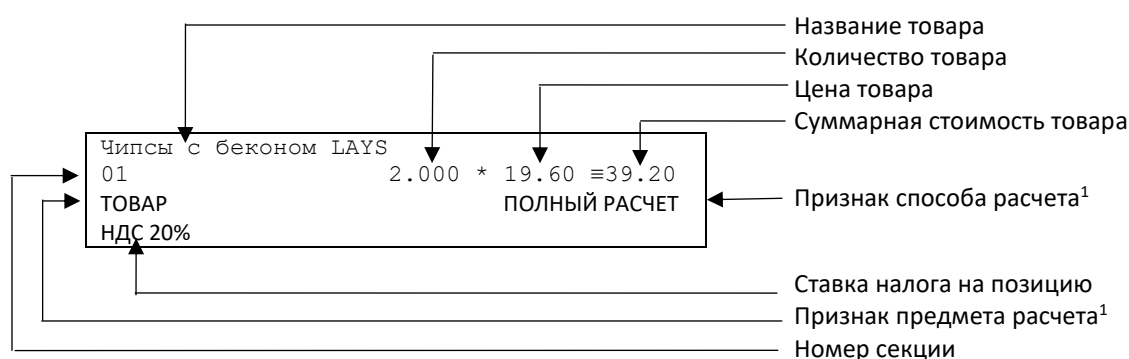 Название товара
Количество товара
Цена товара
Суммарная стоимость товара
Чипсы с беконом LAYS
01 2.000 * 19.60 ≡39.20
ТОВАР ПОЛНЫЙ РАСЧЕТ
Признак способа расчета¹
НДС 20%
Ставка налога на позицию
Признак предмета расчета¹
Номер секции